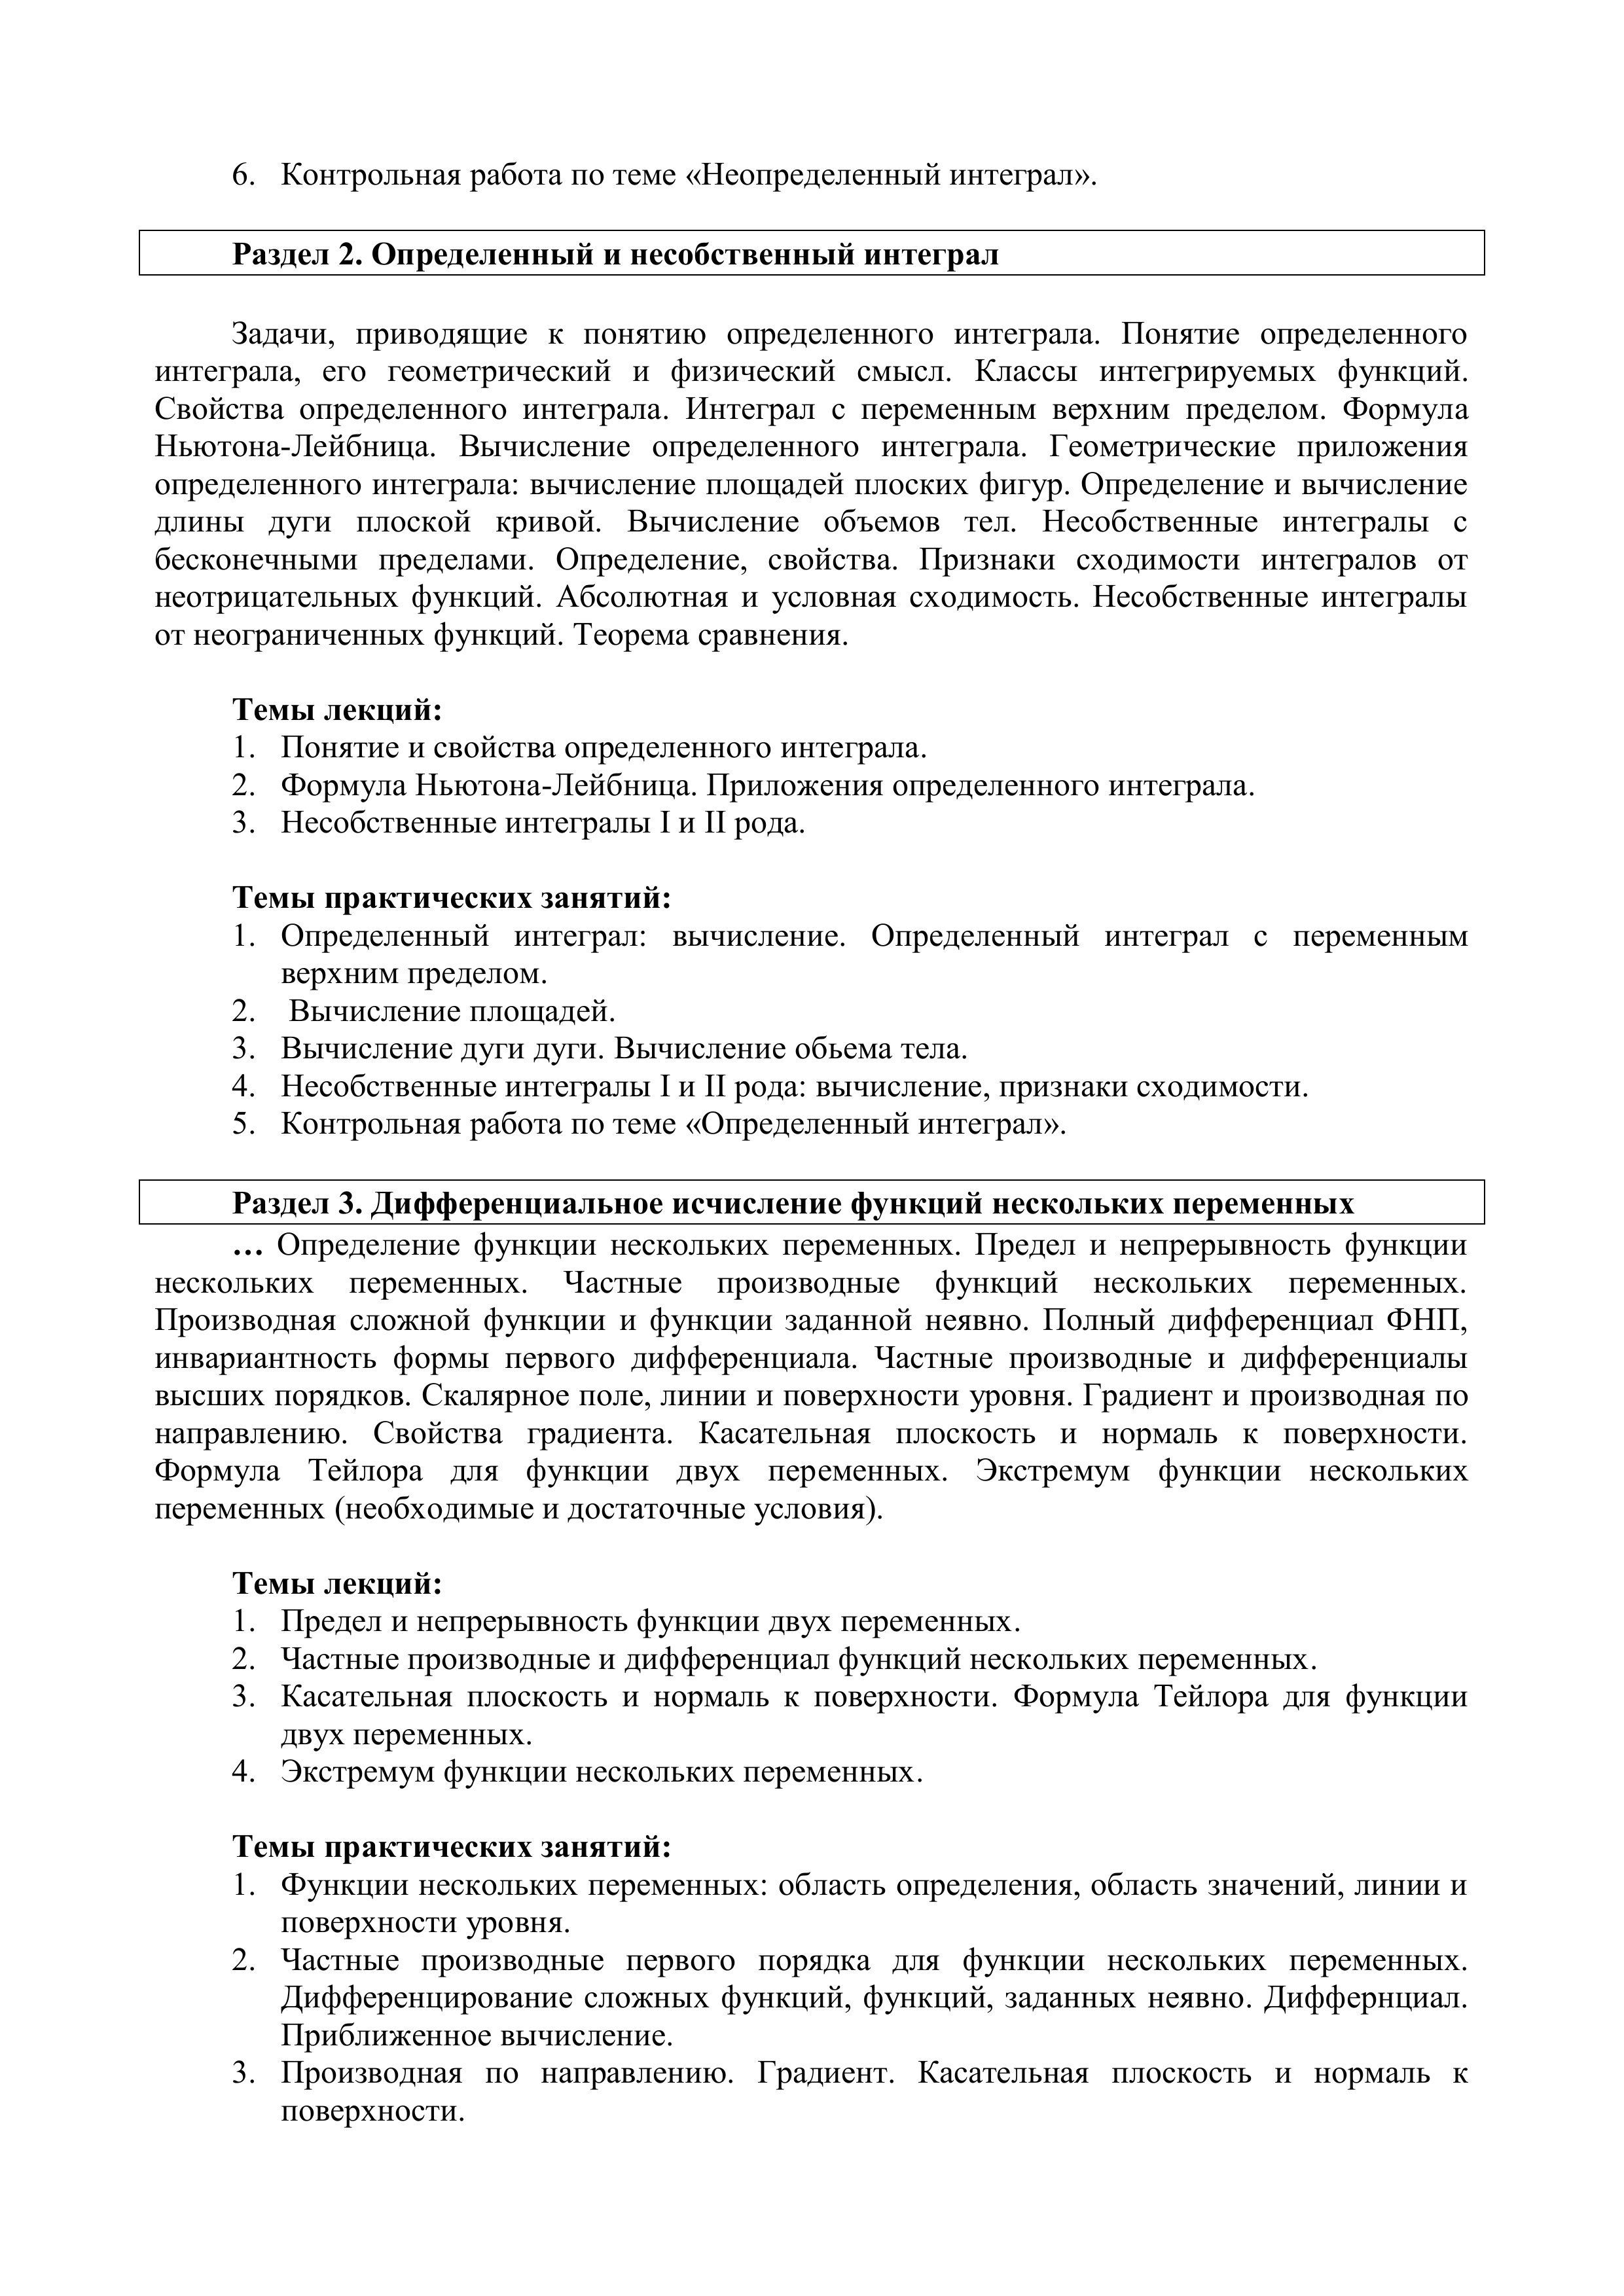 6. Контрольная работа по теме «Неопределенный интеграл».
Раздел 2. Определенный и несобственный интеграл
Задачи, приводящие к понятию определенного интеграла. Понятие определенного
интеграла, его геометрический и физический смысл. Классы интегрируемых функций.
Свойства определенного интеграла. Интеграл с переменным верхним пределом. Формула
Ньютона-Лейбница. Вычисление определенного интеграла. Геометрические приложения
определенного интеграла: вычисление площадей плоских фигур. Определение и вычисление
длины дуги плоской кривой. Вычисление объемов тел. Несобственные интегралы с
бесконечными пределами. Определение, свойства. Признаки сходимости интегралов от
неотрицательных функций. Абсолютная и условная сходимость. Несобственные интегралы
от неограниченных функций. Теорема сравнения.
Темы лекций:
1. Понятие и свойства определенного интеграла.
2. Формула Ньютона-Лейбница. Приложения определенного интеграла.
3. Несобственные интегралы I и II рода.
Темы практических занятий:
1. Определенный интеграл: вычисление. Определенный интеграл с переменным
верхним пределом.
2. Вычисление площадей.
3. Вычисление дуги дуги. Вычисление обьема тела.
4. Несобственные интегралы I и II рода: вычисление, признаки сходимости.
5. Контрольная работа по теме «Определенный интеграл».
Раздел 3. Дифференциальное исчисление функций нескольких переменных
… Определение функции нескольких переменных. Предел и непрерывность функции
нескольких переменных. Частные производные функций нескольких переменных.
Производная сложной функции и функции заданной неявно. Полный дифференциал ФНП,
инвариантность формы первого дифференциала. Частные производные и дифференциалы
высших порядков. Скалярное поле, линии и поверхности уровня. Градиент и производная по
направлению. Свойства градиента. Касательная плоскость и нормаль к поверхности.
Формула Тейлора для функции двух переменных. Экстремум функции нескольких
переменных (необходимые и достаточные условия).
Темы лекций:
1. Предел и непрерывность функции двух переменных.
2. Частные производные и дифференциал функций нескольких переменных.
3. Касательная плоскость и нормаль к поверхности. Формула Тейлора для функции
двух переменных.
4. Экстремум функции нескольких переменных.
Темы практических занятий:
1. Функции нескольких переменных: область определения, область значений, линии и
поверхности уровня.
2. Частные производные первого порядка для функции нескольких переменных.
Дифференцирование сложных функций, функций, заданных неявно. Диффернциал.
Приближенное вычисление.
3. Производная по направлению. Градиент. Касательная плоскость и нормаль к
поверхности.